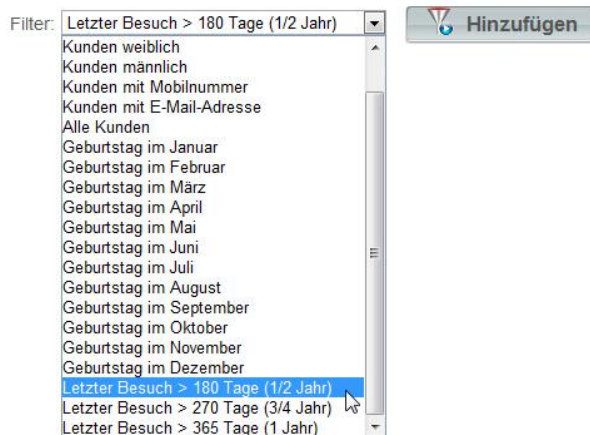 Filter: Letzter Besuch > 180 Tage (1/2 Jahr) Hinzufügen
Kunden weiblich
Kunden männlich
Kunden mit Mobilnummer
Kunden mit E-Mail-Adresse
Alle Kunden
Geburtstag im Januar
Geburtstag im Februar
Geburtstag im März
Geburtstag im April
Geburtstag im Mai
Geburtstag im Juni
Geburtstag im Juli
Geburtstag im August
Geburtstag im September
Geburtstag im Oktober
Geburtstag im November
Geburtstag im Dezember
Letzter Besuch > 180 Tage (1/2 Jahr)
Letzter Besuch > 270 Tage (3/4 Jahr)
Letzter Besuch > 365 Tage (1 Jahr)